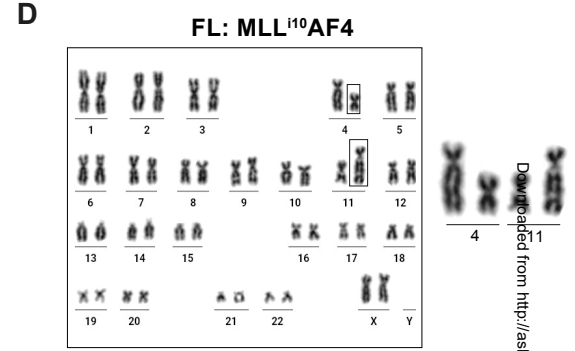 D
FL: MLLⁱ¹⁰AF4
1 2 3 4 5
6 7 8 9 10 11 12
13 14 15 16 17 18
19 20 21 22 X Y
4 11
Downloaded from http://asl